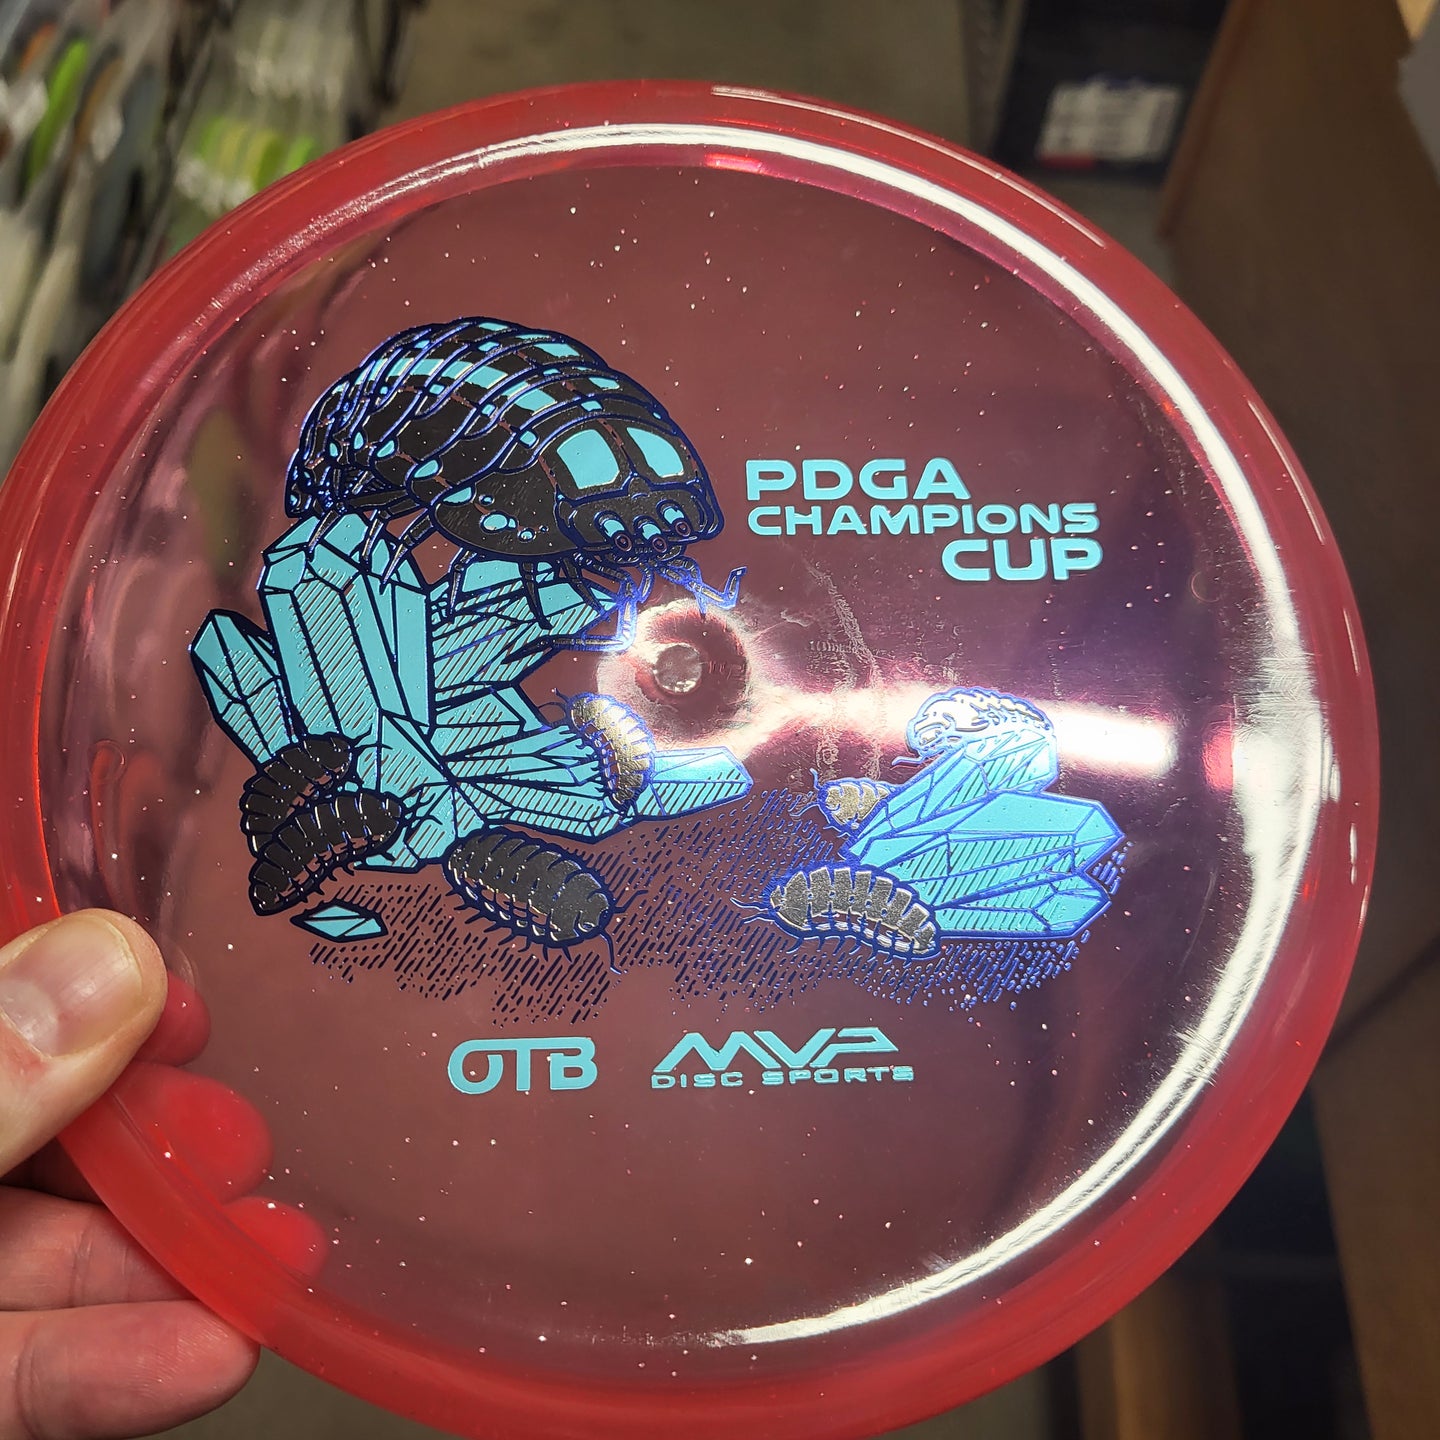 PDGA
CHAMPIONS
CUP
OTB
MVP
DISC SPORTS